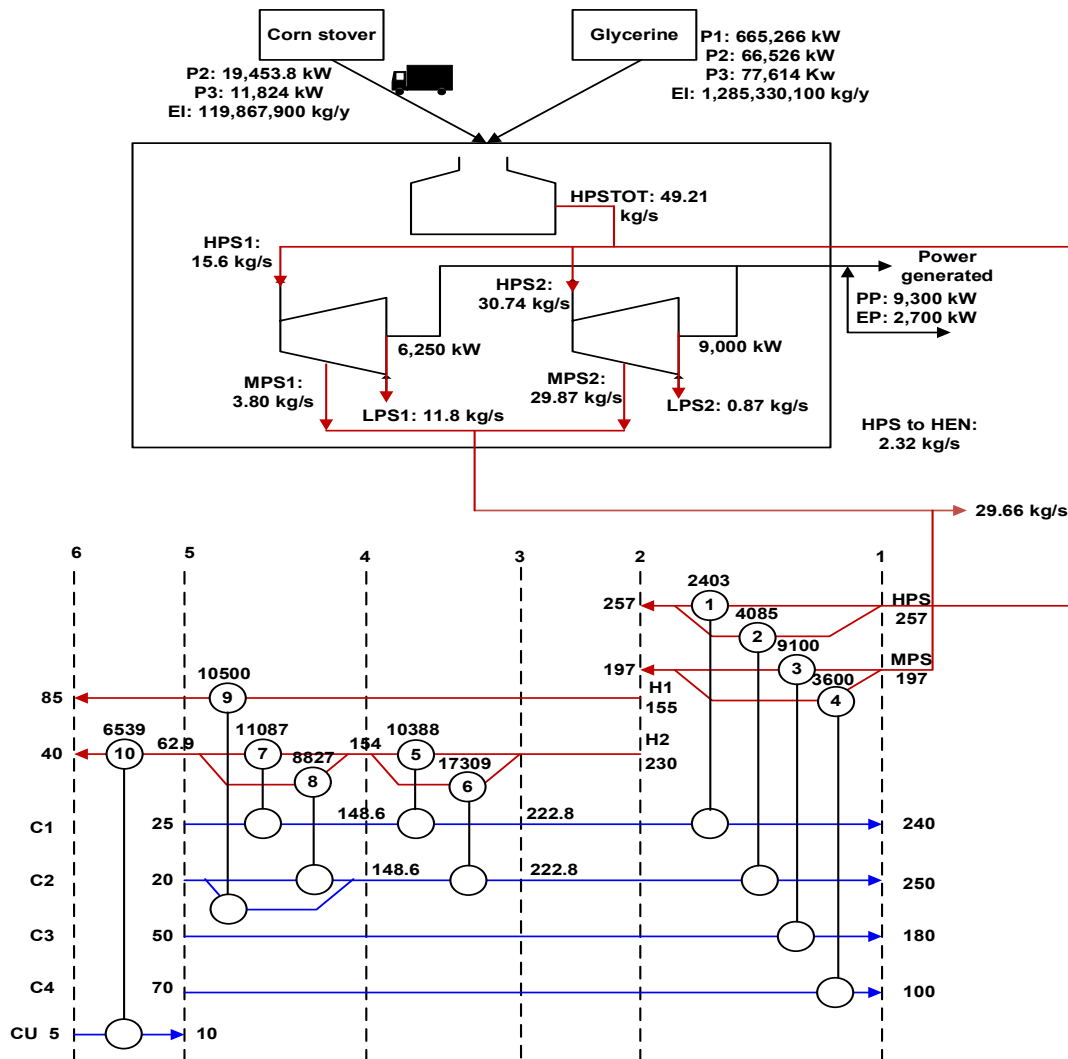 Corn stover
Glycerine
P1: 665,266 kW
P2: 66,526 kW
P3: 77,614 Kw
EI: 1,285,330,100 kg/y
P2: 19,453.8 kW
P3: 11,824 kW
EI: 119,867,900 kg/y
HPSTOT: 49.21
kg/s
HPS1:
15.6 kg/s
HPS2:
30.74 kg/s
Power
generated
PP: 9,300 kW
EP: 2,700 kW
6,250 kW
9,000 kW
MPS1:
3.80 kg/s
LPS1: 11.8 kg/s
MPS2:
29.87 kg/s
LPS2: 0.87 kg/s
HPS to HEN:
2.32 kg/s
29.66 kg/s
6
5
4
3
2
1
2403
257
1
HPS
257
4085
2
9100
197
3
MPS
197
3600
4
10500
85
9
H1
155
6539
11087
10388
40
10
62.9
7
154
5
H2
230
8827
8
17309
6
C1
25
148.6
222.8
240
C2
20
148.6
222.8
250
C3
50
180
C4
70
100
CU 5
10